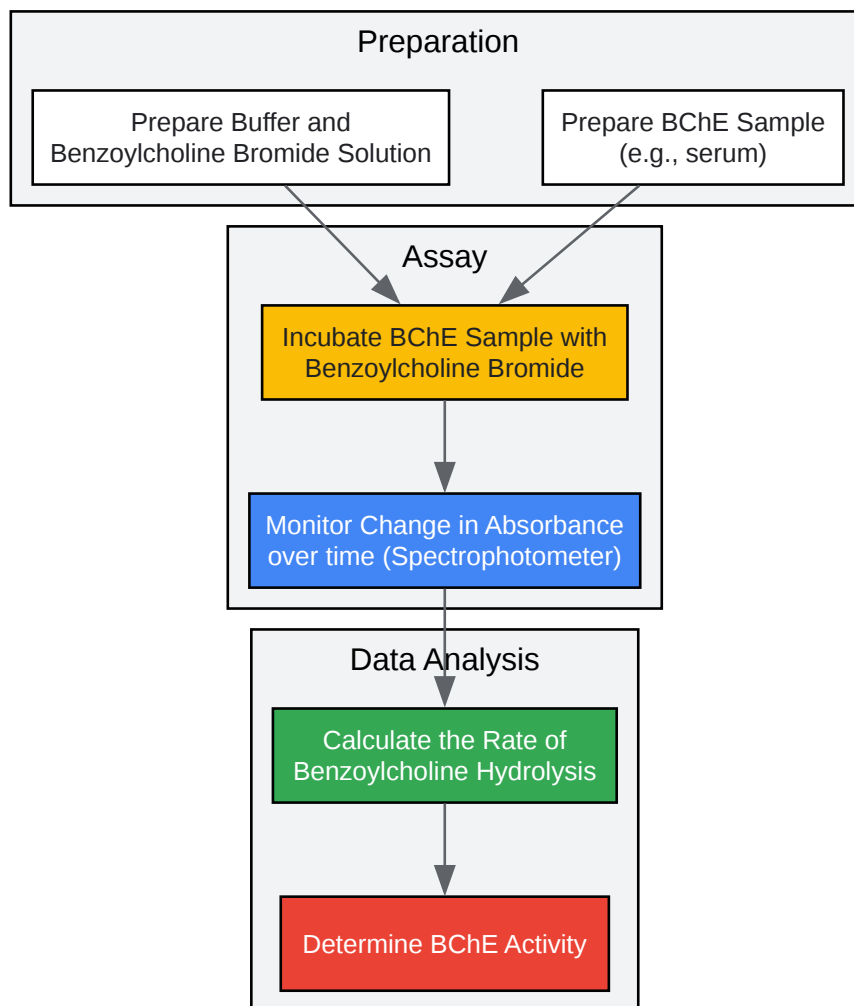 Preparation
Prepare Buffer and
Benzoylcholine Bromide Solution
Prepare BChE Sample
(e.g., serum)
Assay
Incubate BChE Sample with
Benzoylcholine Bromide
Monitor Change in Absorbance
over time (Spectrophotometer)
Data Analysis
Calculate the Rate of
Benzoylcholine Hydrolysis
Determine BChE Activity